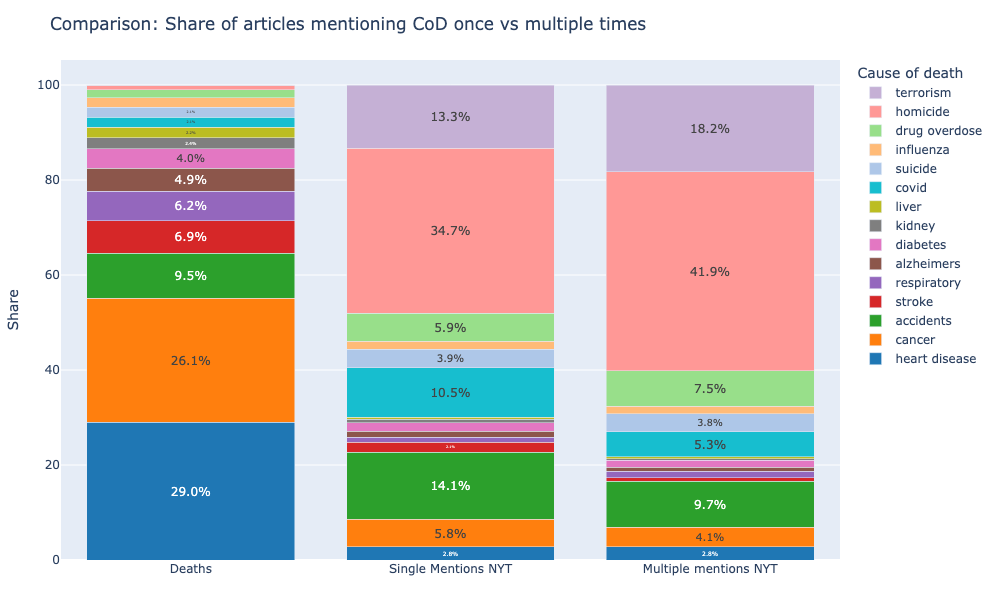 Comparison: Share of articles mentioning CoD once vs multiple times
Share
100
80
60
40
20
0
4.0%
4.9%
6.2%
6.9%
9.5%
26.1%
29.0%
Deaths
13.3%
34.7%
5.9%
3.9%
10.5%
14.1%
5.8%
2.8%
Single Mentions NYT
18.2%
41.9%
7.5%
3.8%
5.3%
9.7%
4.1%
2.8%
Multiple mentions NYT
Cause of death
terrorism
homicide
drug overdose
influenza
suicide
covid
liver
kidney
diabetes
alzheimers
respiratory
stroke
accidents
cancer
heart disease